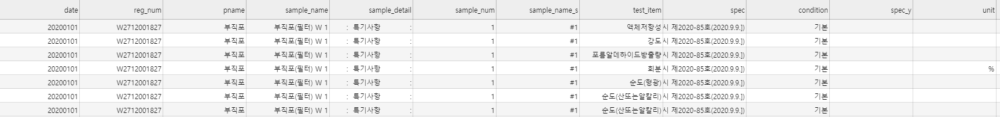 date reg_num pname sample_name sample_detail sample_num sample_name_s test_item spec condition spec_y unit
20200101 W2712001827 부직포 부직포(필터) W 1 : 특기사항 : 1 #1 액체저항성 시 제2020-85호(2020.9.9.]) 기본
20200101 W2712001827 부직포 부직포(필터) W 1 : 특기사항 : 1 #1 강도 시 제2020-85호(2020.9.9.]) 기본
20200101 W2712001827 부직포 부직포(필터) W 1 : 특기사항 : 1 #1 포름알데하이드방출량 시 제2020-85호(2020.9.9.]) 기본
20200101 W2712001827 부직포 부직포(필터) W 1 : 특기사항 : 1 #1 회분 시 제2020-85호(2020.9.9.]) 기본 %
20200101 W2712001827 부직포 부직포(필터) W 1 : 특기사항 : 1 #1 순도(형광) 시 제2020-85호(2020.9.9.]) 기본
20200101 W2712001827 부직포 부직포(필터) W 1 : 특기사항 : 1 #1 순도(산또는알칼리) 시 제2020-85호(2020.9.9.]) 기본
20200101 W2712001827 부직포 부직포(필터) W 1 : 특기사항 : 1 #1 순도(산또는알칼리) 시 제2020-85호(2020.9.9.]) 기본